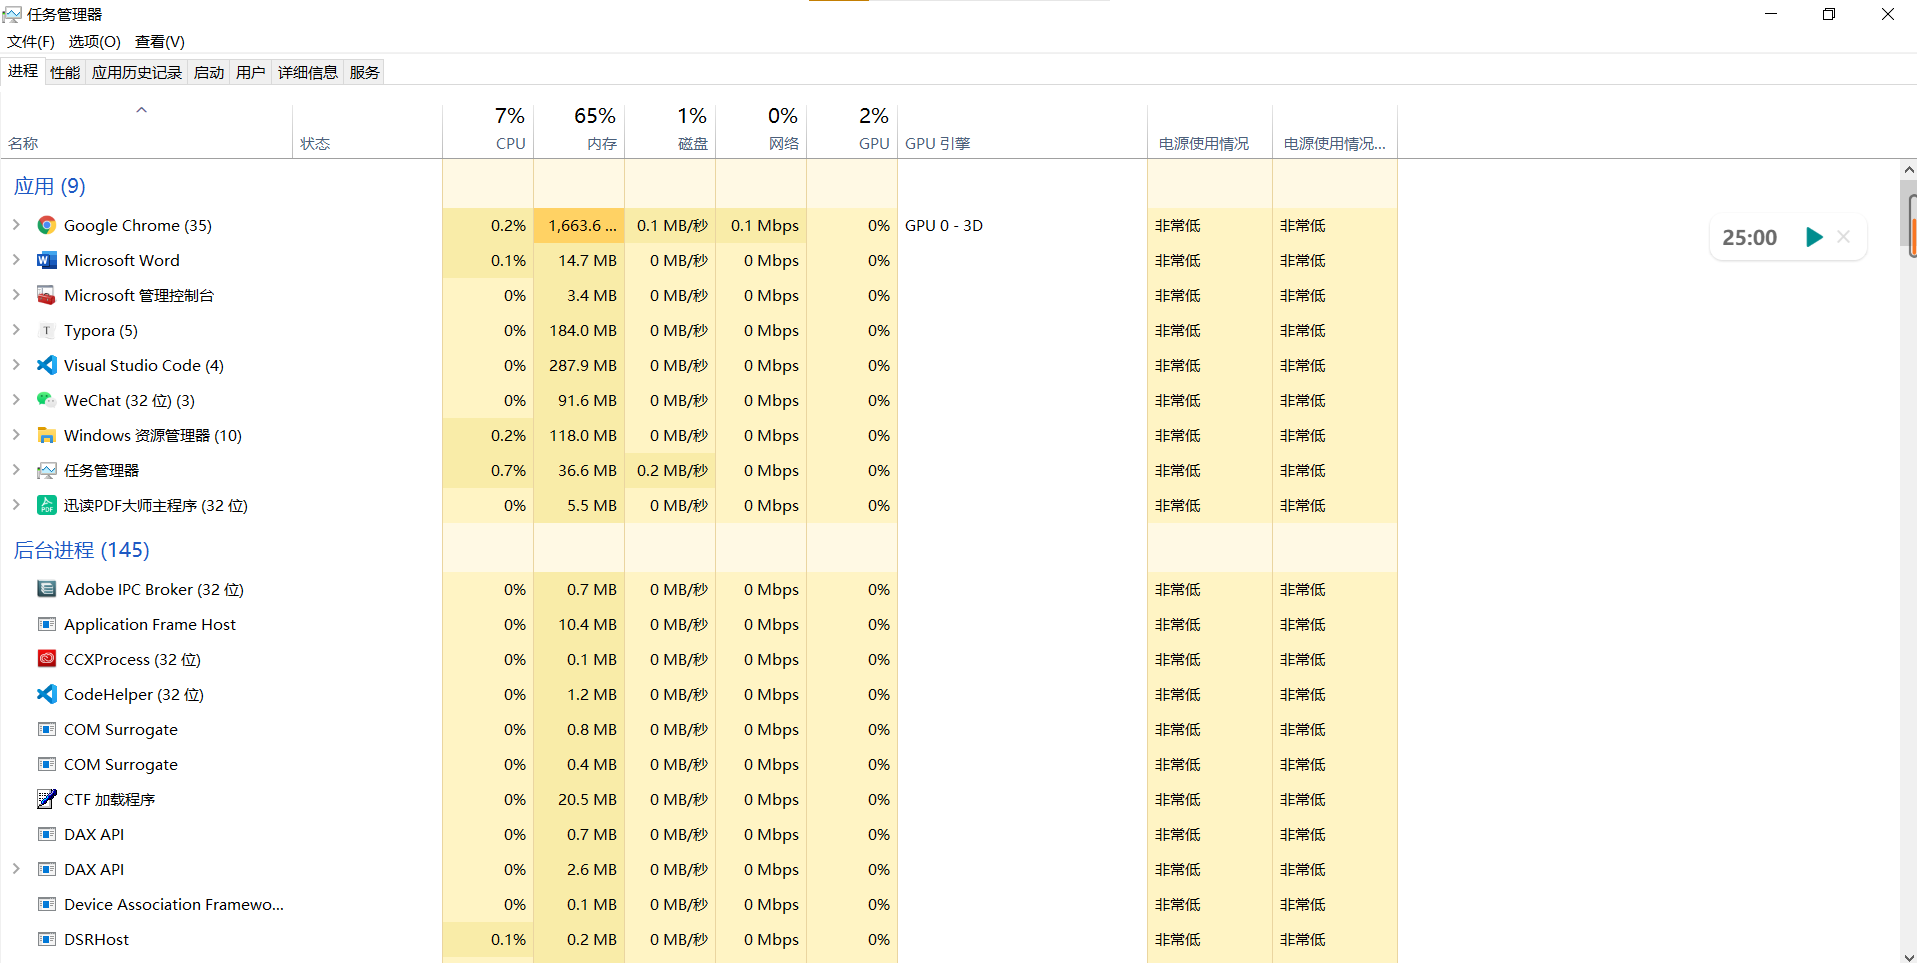 任务管理器
文件(F) 选项(O) 查看(V)
进程 性能 应用历史记录 启动 用户 详细信息 服务
7% 65% 1% 0% 2%
名称 状态 CPU 内存 磁盘 网络 GPU GPU 引擎 电源使用情况 电源使用情况...
应用 (9)
Google Chrome (35) 0.2% 1,663.6 ... 0.1 MB/秒 0.1 Mbps 0% GPU 0 - 3D 非常低 非常低
25:00
Microsoft Word 0.1% 14.7 MB 0 MB/秒 0 Mbps 0% 非常低 非常低
Microsoft 管理控制台 0% 3.4 MB 0 MB/秒 0 Mbps 0% 非常低 非常低
Typora (5) 0% 184.0 MB 0 MB/秒 0 Mbps 0% 非常低 非常低
Visual Studio Code (4) 0% 287.9 MB 0 MB/秒 0 Mbps 0% 非常低 非常低
WeChat (32 位) (3) 0% 91.6 MB 0 MB/秒 0 Mbps 0% 非常低 非常低
Windows 资源管理器 (10) 0.2% 118.0 MB 0 MB/秒 0 Mbps 0% 非常低 非常低
任务管理器 0.7% 36.6 MB 0.2 MB/秒 0 Mbps 0% 非常低 非常低
迅读PDF大师主程序 (32 位) 0% 5.5 MB 0 MB/秒 0 Mbps 0% 非常低 非常低
后台进程 (145)
Adobe IPC Broker (32 位) 0% 0.7 MB 0 MB/秒 0 Mbps 0% 非常低 非常低
Application Frame Host 0% 10.4 MB 0 MB/秒 0 Mbps 0% 非常低 非常低
CCXProcess (32 位) 0% 0.1 MB 0 MB/秒 0 Mbps 0% 非常低 非常低
CodeHelper (32 位) 0% 1.2 MB 0 MB/秒 0 Mbps 0% 非常低 非常低
COM Surrogate 0% 0.8 MB 0 MB/秒 0 Mbps 0% 非常低 非常低
COM Surrogate 0% 0.4 MB 0 MB/秒 0 Mbps 0% 非常低 非常低
CTF 加载程序 0% 20.5 MB 0 MB/秒 0 Mbps 0% 非常低 非常低
DAX API 0% 0.7 MB 0 MB/秒 0 Mbps 0% 非常低 非常低
DAX API 0% 2.6 MB 0 MB/秒 0 Mbps 0% 非常低 非常低
Device Association Framewo... 0% 0.1 MB 0 MB/秒 0 Mbps 0% 非常低 非常低
DSRHost 0.1% 0.2 MB 0 MB/秒 0 Mbps 0% 非常低 非常低